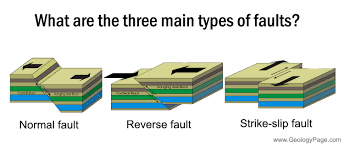 What are the three main types of faults?
Normal fault
Reverse fault
Strike-slip fault
www.GeologyPage.com